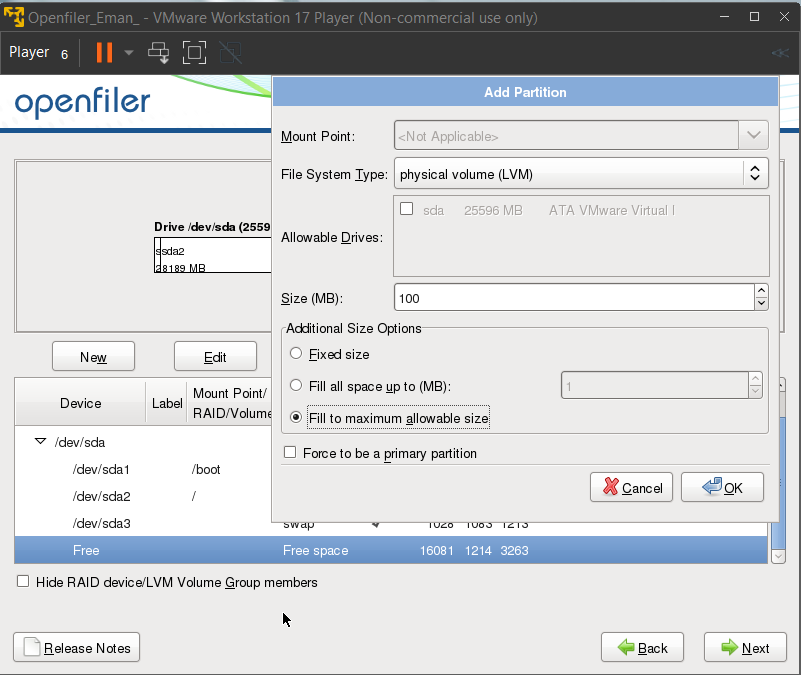 Openfiler_Eman_ - VMware Workstation 17 Player (Non-commercial use only)
Player 6
openfiler
Add Partition
Mount Point: <Not Applicable>
File System Type: physical volume (LVM)
Allowable Drives:
sda 25596 MB ATA VMware Virtual I
Size (MB): 100
Additional Size Options
Fixed size
Fill all space up to (MB): 1
Fill to maximum allowable size
Force to be a primary partition
Cancel OK
Drive /dev/sda (2559
sda2
8189 MB
New Edit
Device Label Mount Point/
RAID/Volume
/dev/sda
/dev/sda1 /boot
/dev/sda2 /
/dev/sda3 swap 1028 1083 1213
Free Free space 16081 1214 3263
Hide RAID device/LVM Volume Group members
Release Notes Back Next